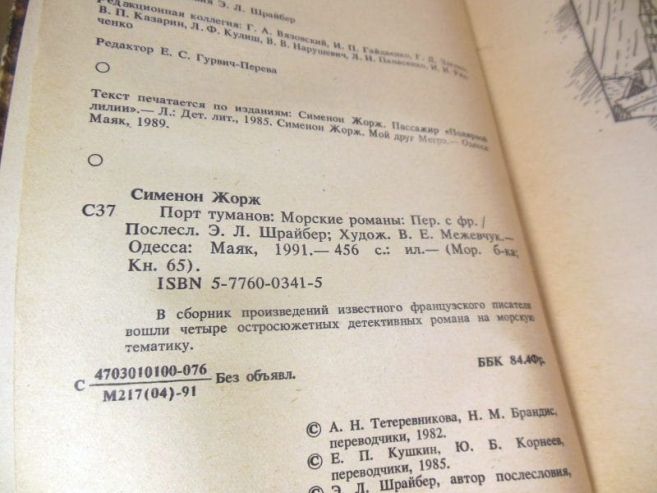 Э. Л. Шрайбер
Редакционная коллегия: Г. А. Вязовский, И. П. Гайдаенко, Г. Д.
В. П. Казарин, Л. Ф. Кулиш, В. В. Нарушевич, Л. Н. Панасенко, И. И.
ченко
Редактор Е. С. Гурвич-Перева
Текст печатается по изданиям: Сименон Жорж. Пассажир «Полярной
лилии».— Л.: Дет. лит., 1985. Сименон Жорж. Мой друг Мегрэ.— Одесса:
Маяк, 1989.
Сименон Жорж
С37 Порт туманов: Морские романы: Пер. с фр./
Послесл. Э. Л. Шрайбер; Худож. В. Е. Межевчук.—
Одесса: Маяк, 1991.— 456 с.: ил.— (Мор. б-ка;
Кн. 65).
ISBN 5-7760-0341-5
В сборник произведений известного французского писателя
вошли четыре остросюжетных детективных романа на морскую
тематику.
С 4703010100-076 Без объявл.
М217(04)-91
ББК 84.4Фр.
© А. Н. Тетеревникова, Н. М. Брандис,
переводчики, 1982.
© Е. П. Кушкин, Ю. Б. Корнеев,
переводчики, 1985.
© Э. Л. Шрайбер, автор послесловия,